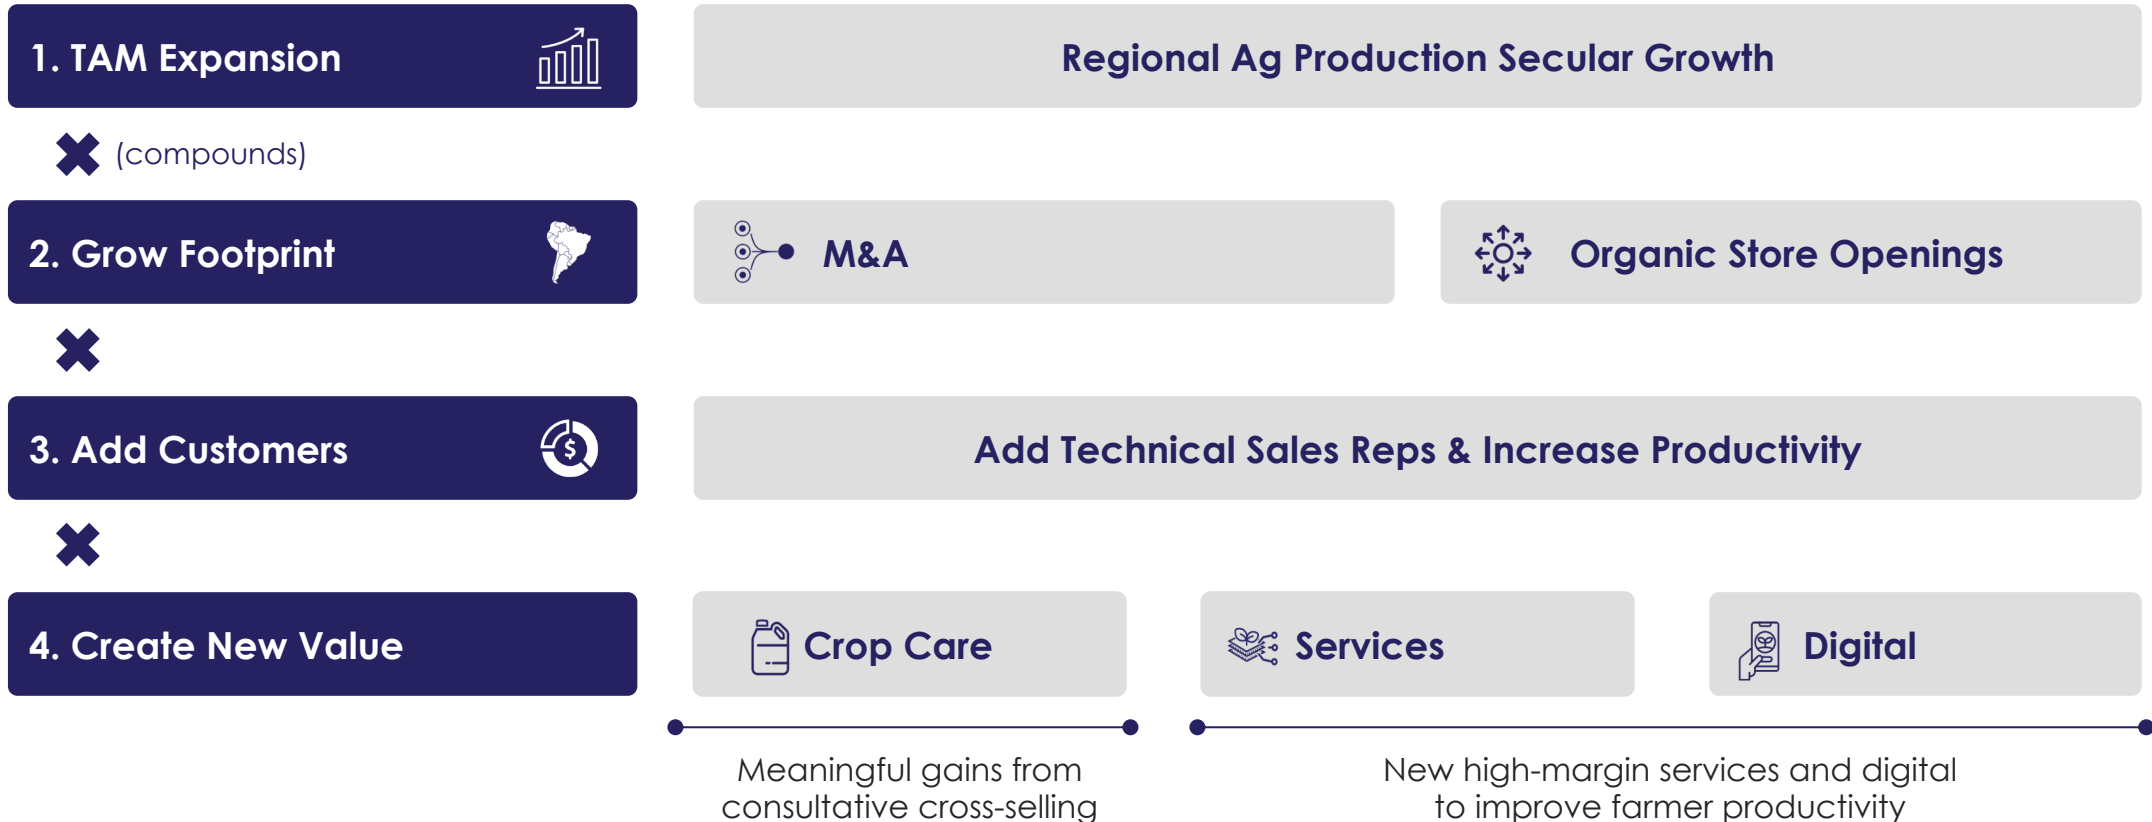 1. TAM Expansion
Regional Ag Production Secular Growth
(compounds)
2. Grow Footprint
M&A
Organic Store Openings
3. Add Customers
$
Add Technical Sales Reps & Increase Productivity
4. Create New Value
Crop Care
Services
Digital
Meaningful gains from
consultative cross-selling
New high-margin services and digital
to improve farmer productivity